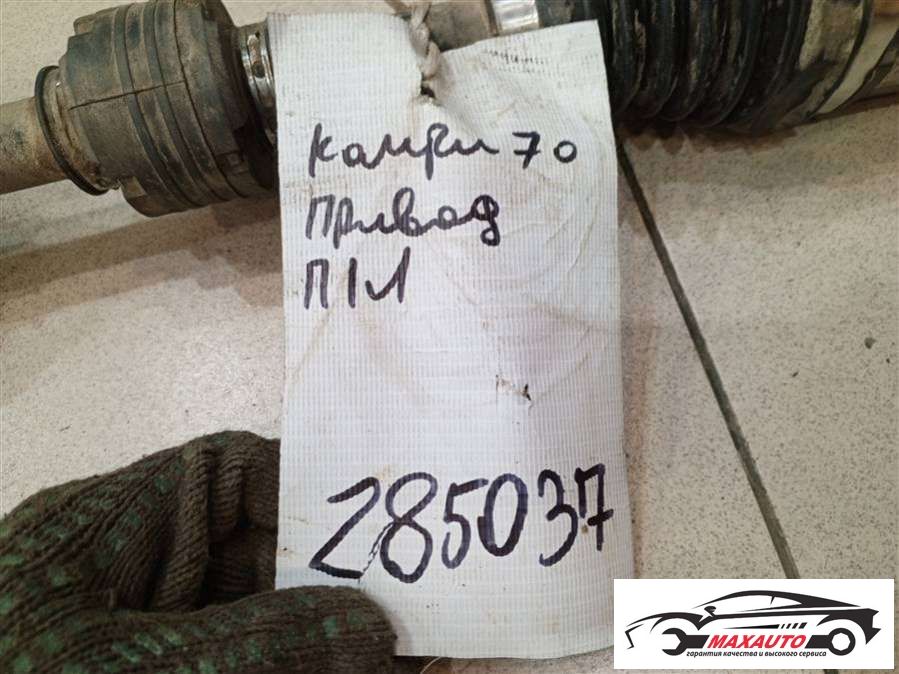 Камри 70
Привод
П/Л
285037
MAXAUTO
гарантия качества и высокого сервиса